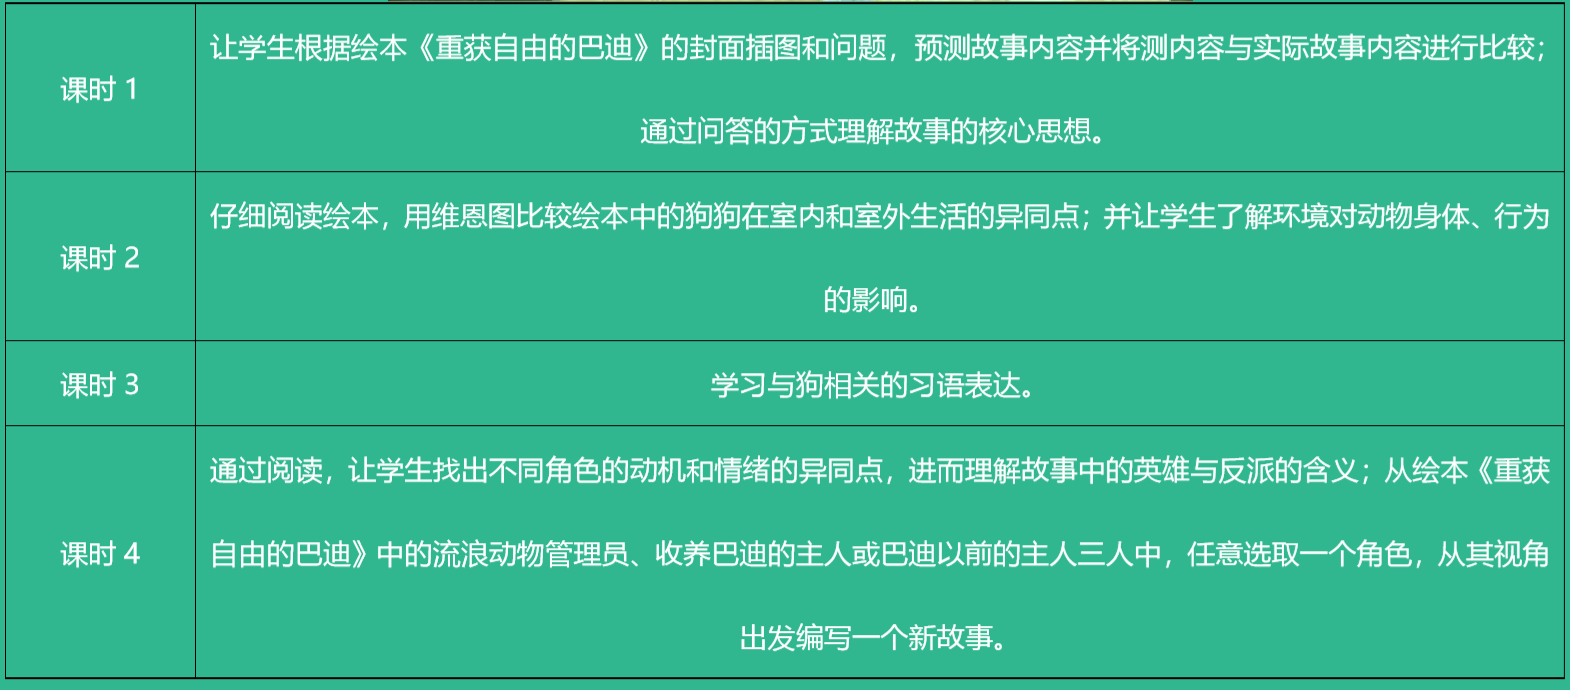 课时 1
让学生根据绘本《重获自由的巴迪》的封面插图和问题，预测故事内容并将测内容与实际故事内容进行比较；
通过问答的方式理解故事的核心思想。
课时 2
仔细阅读绘本，用维恩图比较绘本中的狗狗在室内和室外生活的异同点；并让学生了解环境对动物身体、行为
的影响。
课时 3
学习与狗相关的习语表达。
课时 4
通过阅读，让学生找出不同角色的动机和情绪的异同点，进而理解故事中的英雄与反派的含义；从绘本《重获
自由的巴迪》中的流浪动物管理员、收养巴迪的主人或巴迪以前的主人三人中，任意选取一个角色，从其视角
出发编写一个新故事。